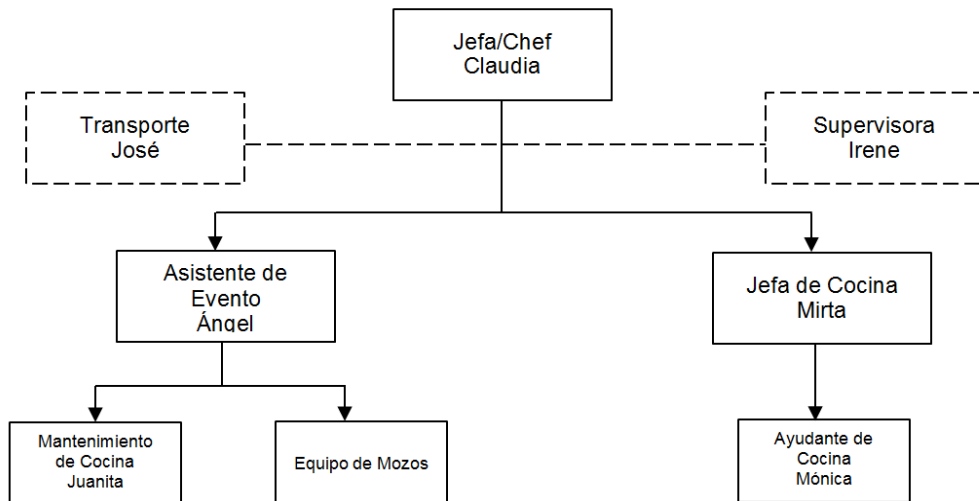 Jefa/Chef
Claudia
Transporte
José
Supervisora
Irene
Asistente de
Evento
Ángel
Jefa de Cocina
Mirta
Mantenimiento
de Cocina
Juanita
Equipo de Mozos
Ayudante de
Cocina
Mónica